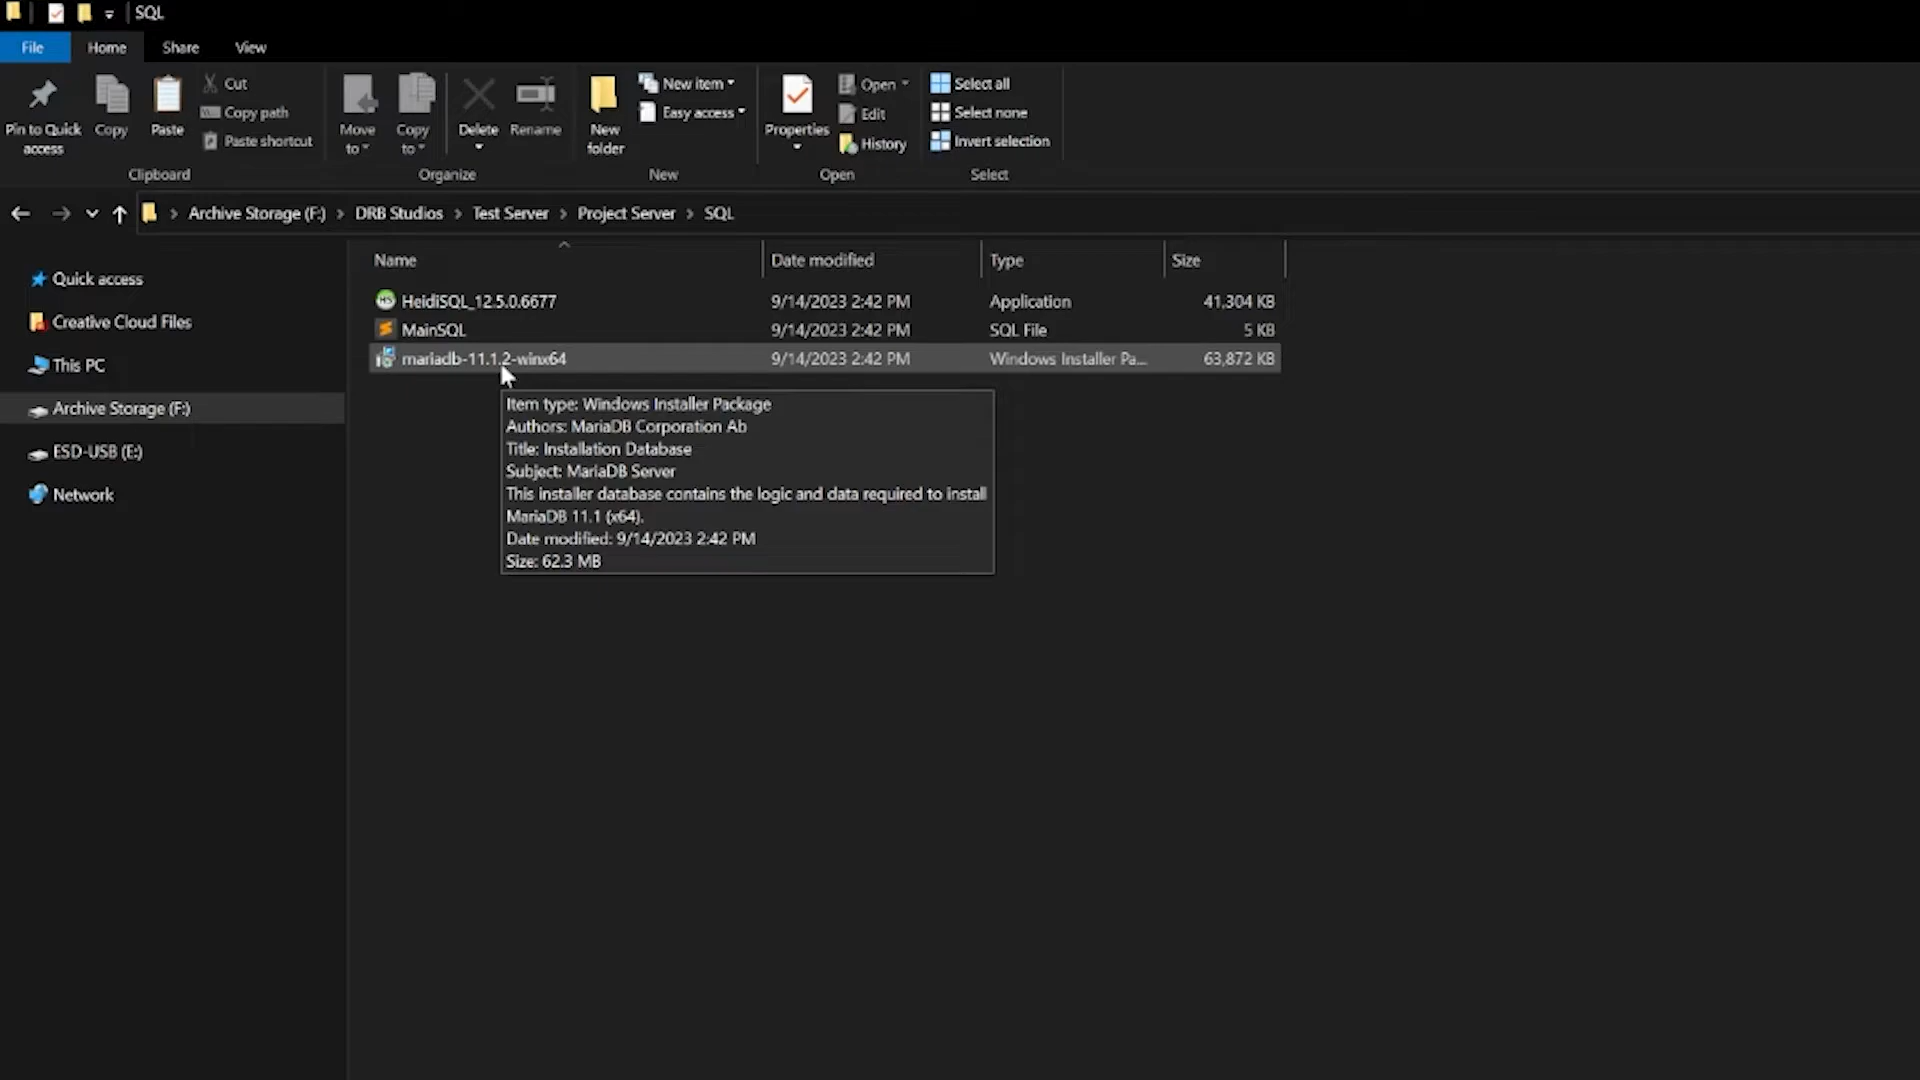 SQL
File Home Share View
Pin to Quick access
Copy
Paste
Cut
Copy path
Paste shortcut
Clipboard
Move to
Copy to
Delete
Rename
Organize
New folder
New item
Easy access
New
Properties
Open
Edit
History
Open
Select all
Select none
Invert selection
Select
Archive Storage (F:) > DRB Studios > Test Server > Project Server > SQL
Quick access
Creative Cloud Files
This PC
Archive Storage (F:)
ESD-USB (E:)
Network
Name Date modified Type Size
HeidiSQL_12.5.0.6677 9/14/2023 2:42 PM Application 41,304 KB
MainSQL 9/14/2023 2:42 PM SQL File 5 KB
mariadb-11.1.2-winx64 9/14/2023 2:42 PM Windows Installer Pa... 63,872 KB
Item type: Windows Installer Package
Authors: MariaDB Corporation Ab
Title: Installation Database
Subject: MariaDB Server
This installer database contains the logic and data required to install
MariaDB 11.1 (x64).
Date modified: 9/14/2023 2:42 PM
Size: 62.3 MB